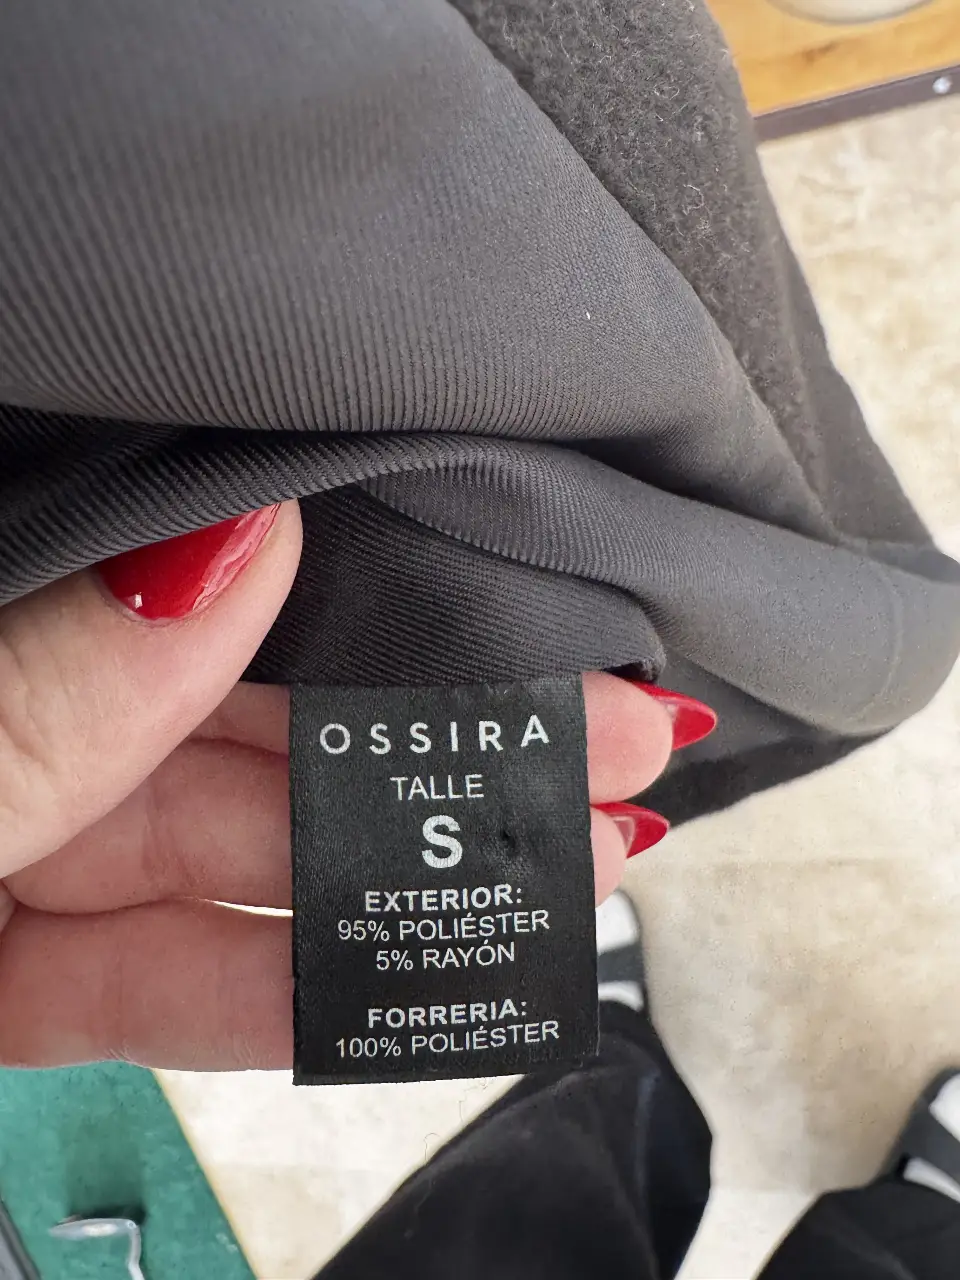 OSSIRA
TALLE
S
EXTERIOR:
95% POLIÉSTER
5% RAYÓN
FORRERIA:
100% POLIÉSTER